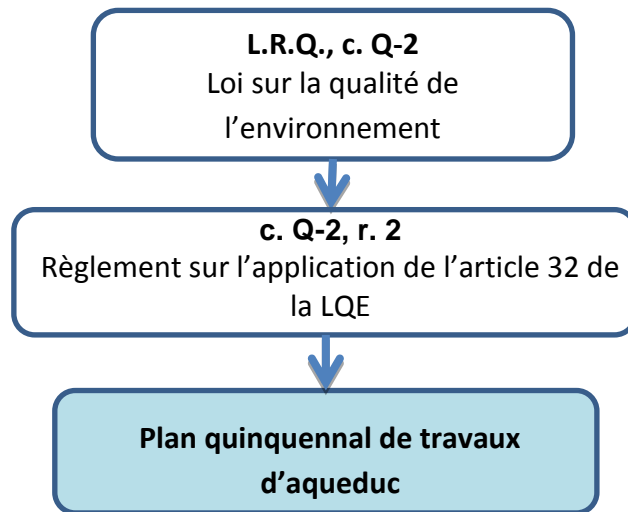 L.R.Q., c. Q-2
Loi sur la qualité de
l’environnement
c. Q-2, r. 2
Règlement sur l’application de l’article 32 de
la LQE
Plan quinquennal de travaux
d’aqueduc